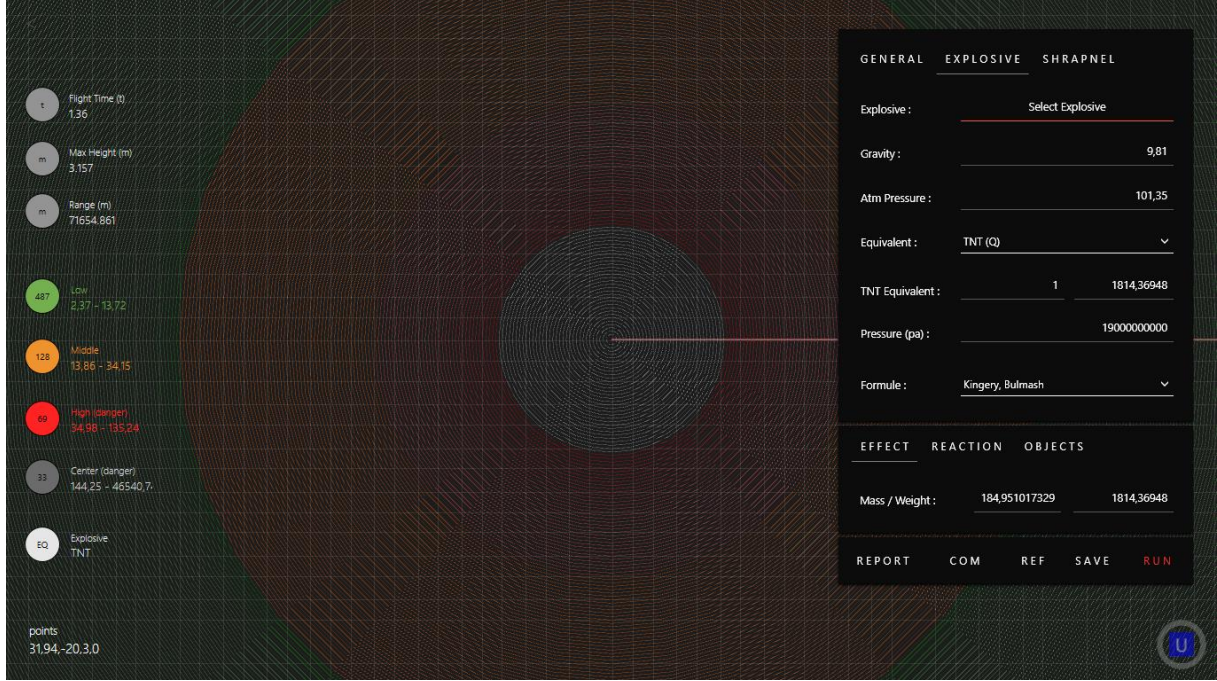 t
Flight Time (t)
1.36
m
Max Height (m)
3.157
m
Range (m)
71654.861
487
Low
2,37 - 13,72
128
Middle
13,86 - 34,15
69
High (danger)
34,98 - 135,24
33
Center (danger)
144,25 - 46540,7
EQ
Explosive
TNT
points
31,94,-20,3,0
GENERAL EXPLOSIVE SHRAPNEL
Explosive : Select Explosive
Gravity : 9,81
Atm Pressure : 101,35
Equivalent : TNT (Q)
TNT Equivalent : 1 1814,36948
Pressure (pa) : 19000000000
Formule : Kingery, Bulmash
EFFECT REACTION OBJECTS
Mass / Weight : 184,951017329 1814,36948
REPORT COM REF SAVE RUN
U